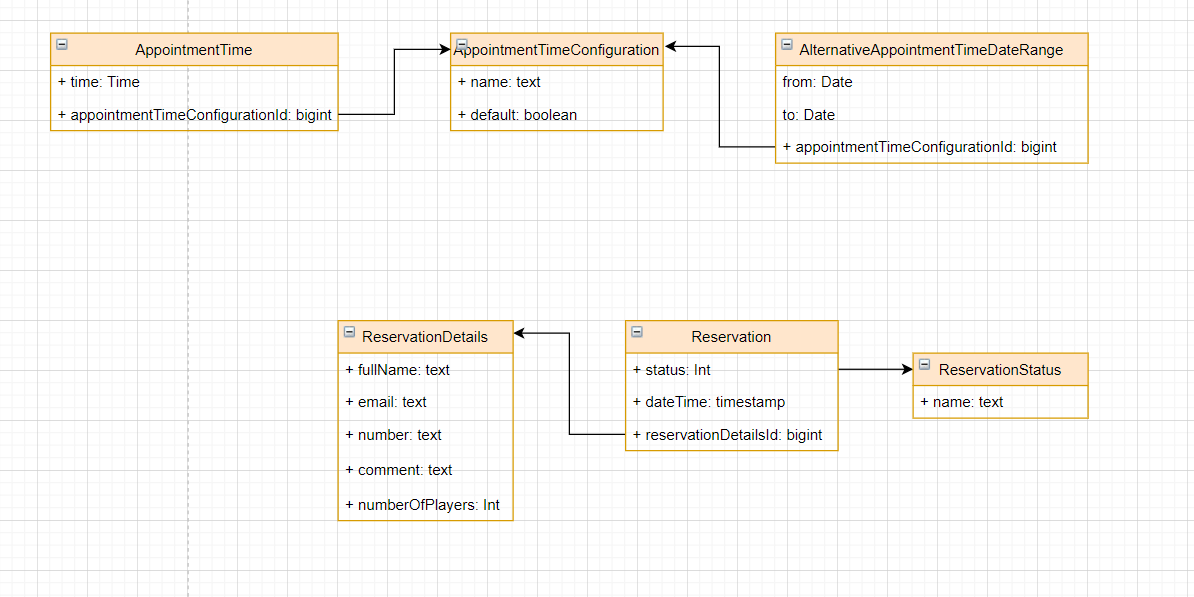 AppointmentTime
+ time: Time
+ appointmentTimeConfigurationId: bigint
AppointmentTimeConfiguration
+ name: text
+ default: boolean
AlternativeAppointmentTimeDateRange
from: Date
to: Date
+ appointmentTimeConfigurationId: bigint
ReservationDetails
+ fullName: text
+ email: text
+ number: text
+ comment: text
+ numberOfPlayers: Int
Reservation
+ status: Int
+ dateTime: timestamp
+ reservationDetailsId: bigint
ReservationStatus
+ name: text